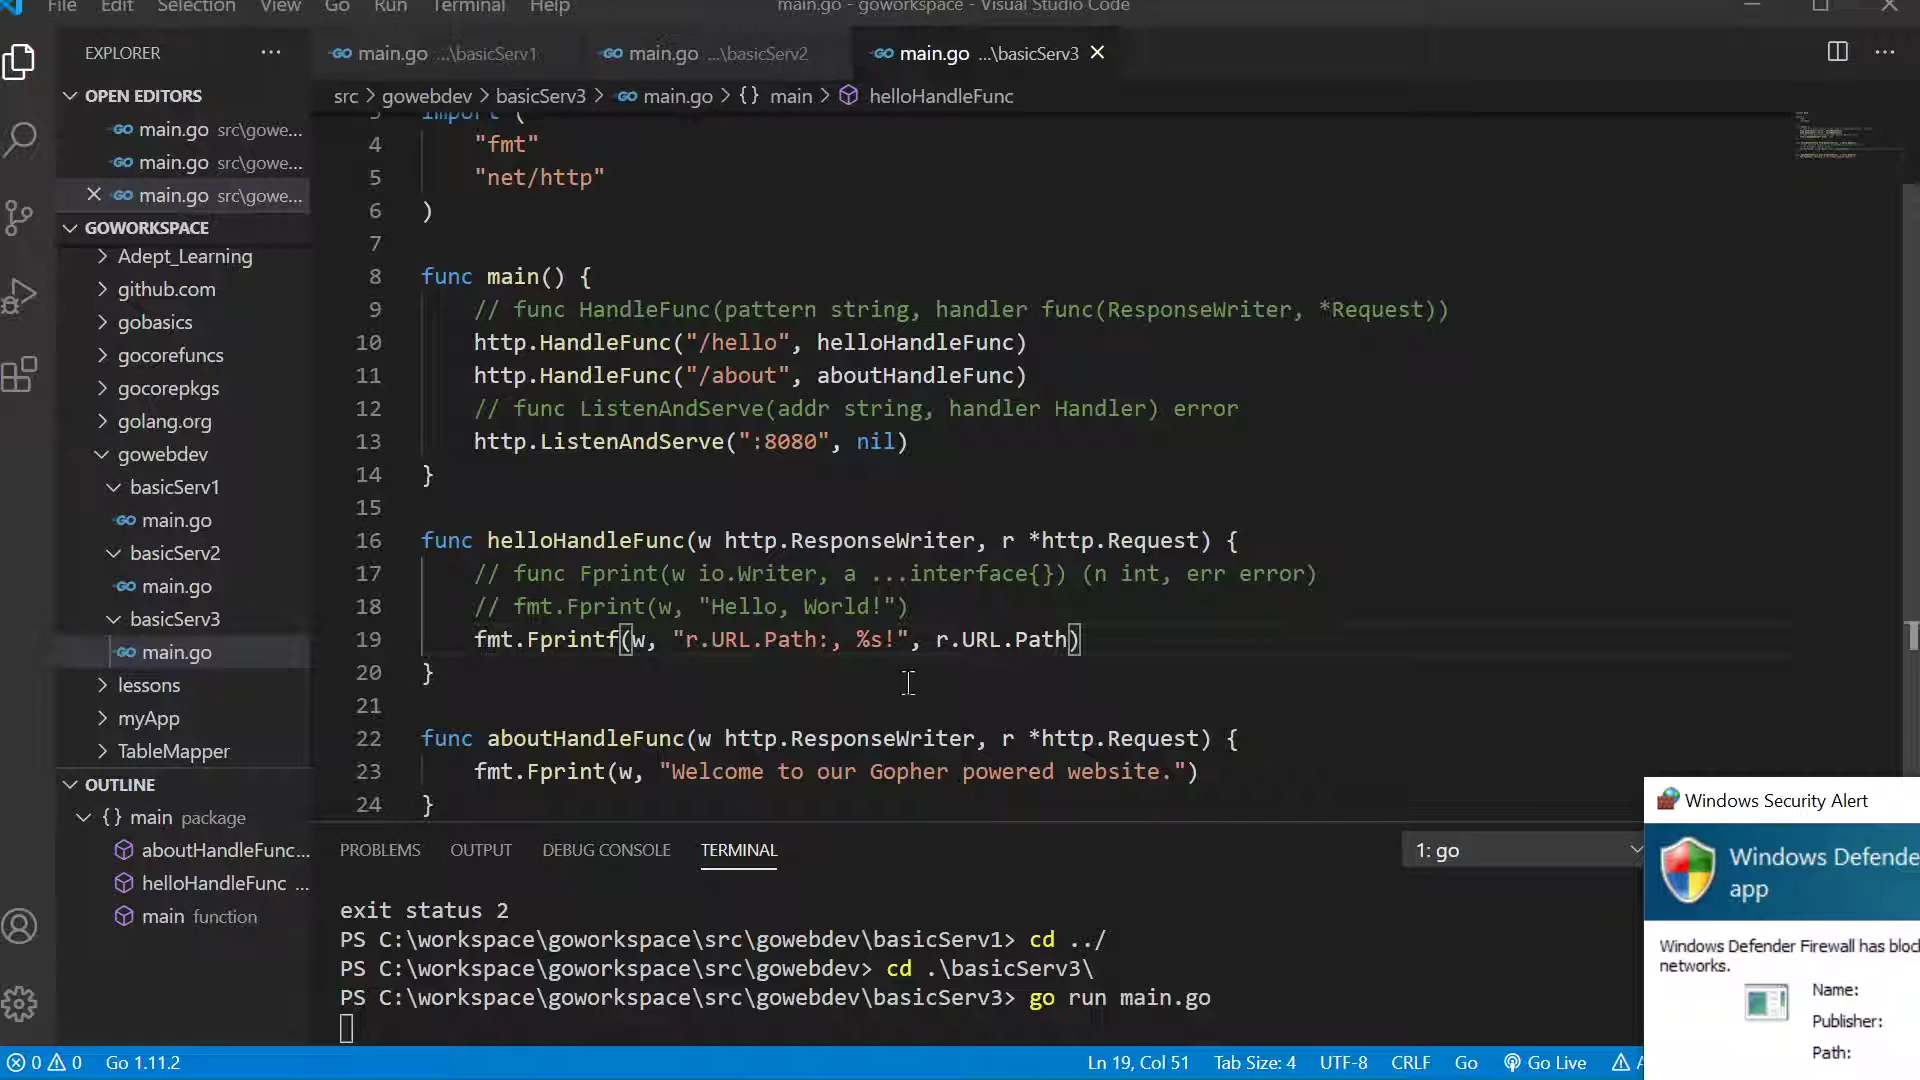 File Edit Selection View Go Run Terminal Help
main.go - goworkspace - Visual Studio Code
EXPLORER
main.go ...\basicServ1
main.go ...\basicServ2
main.go ...\basicServ3
OPEN EDITORS
src > gowebdev > basicServ3 > main.go > {} main > helloHandleFunc
main.go src\gowe...
main.go src\gowe...
main.go src\gowe...
GOWORKSPACE
Adept_Learning
github.com
gobasics
gocorefuncs
gocorepkgs
golang.org
gowebdev
basicServ1
main.go
basicServ2
main.go
basicServ3
main.go
lessons
myApp
TableMapper
OUTLINE
{} main package
aboutHandleFunc...
helloHandleFunc ...
main function
3 import (
4 "fmt"
5 "net/http"
6 )
7
8 func main() {
9 // func HandleFunc(pattern string, handler func(ResponseWriter, *Request))
10 http.HandleFunc("/hello", helloHandleFunc)
11 http.HandleFunc("/about", aboutHandleFunc)
12 // func ListenAndServe(addr string, handler Handler) error
13 http.ListenAndServe(":8080", nil)
14 }
15
16 func helloHandleFunc(w http.ResponseWriter, r *http.Request) {
17 // func Fprint(w io.Writer, a ...interface{}) (n int, err error)
18 // fmt.Fprint(w, "Hello, World!")
19 fmt.Fprintf(w, "r.URL.Path:, %s!", r.URL.Path)
20 }
21
22 func aboutHandleFunc(w http.ResponseWriter, r *http.Request) {
23 fmt.Fprint(w, "Welcome to our Gopher powered website.")
24 }
PROBLEMS OUTPUT DEBUG CONSOLE TERMINAL
1: go
exit status 2
PS C:\workspace\goworkspace\src\gowebdev\basicServ1> cd ../
PS C:\workspace\goworkspace\src\gowebdev> cd .\basicServ3\
PS C:\workspace\goworkspace\src\gowebdev\basicServ3> go run main.go
Windows Security Alert
Windows Defende
app
Windows Defender Firewall has bloc
networks.
Name:
Publisher:
Path:
0 0 Go 1.11.2
Ln 19, Col 51 Tab Size: 4 UTF-8 CRLF Go Go Live A